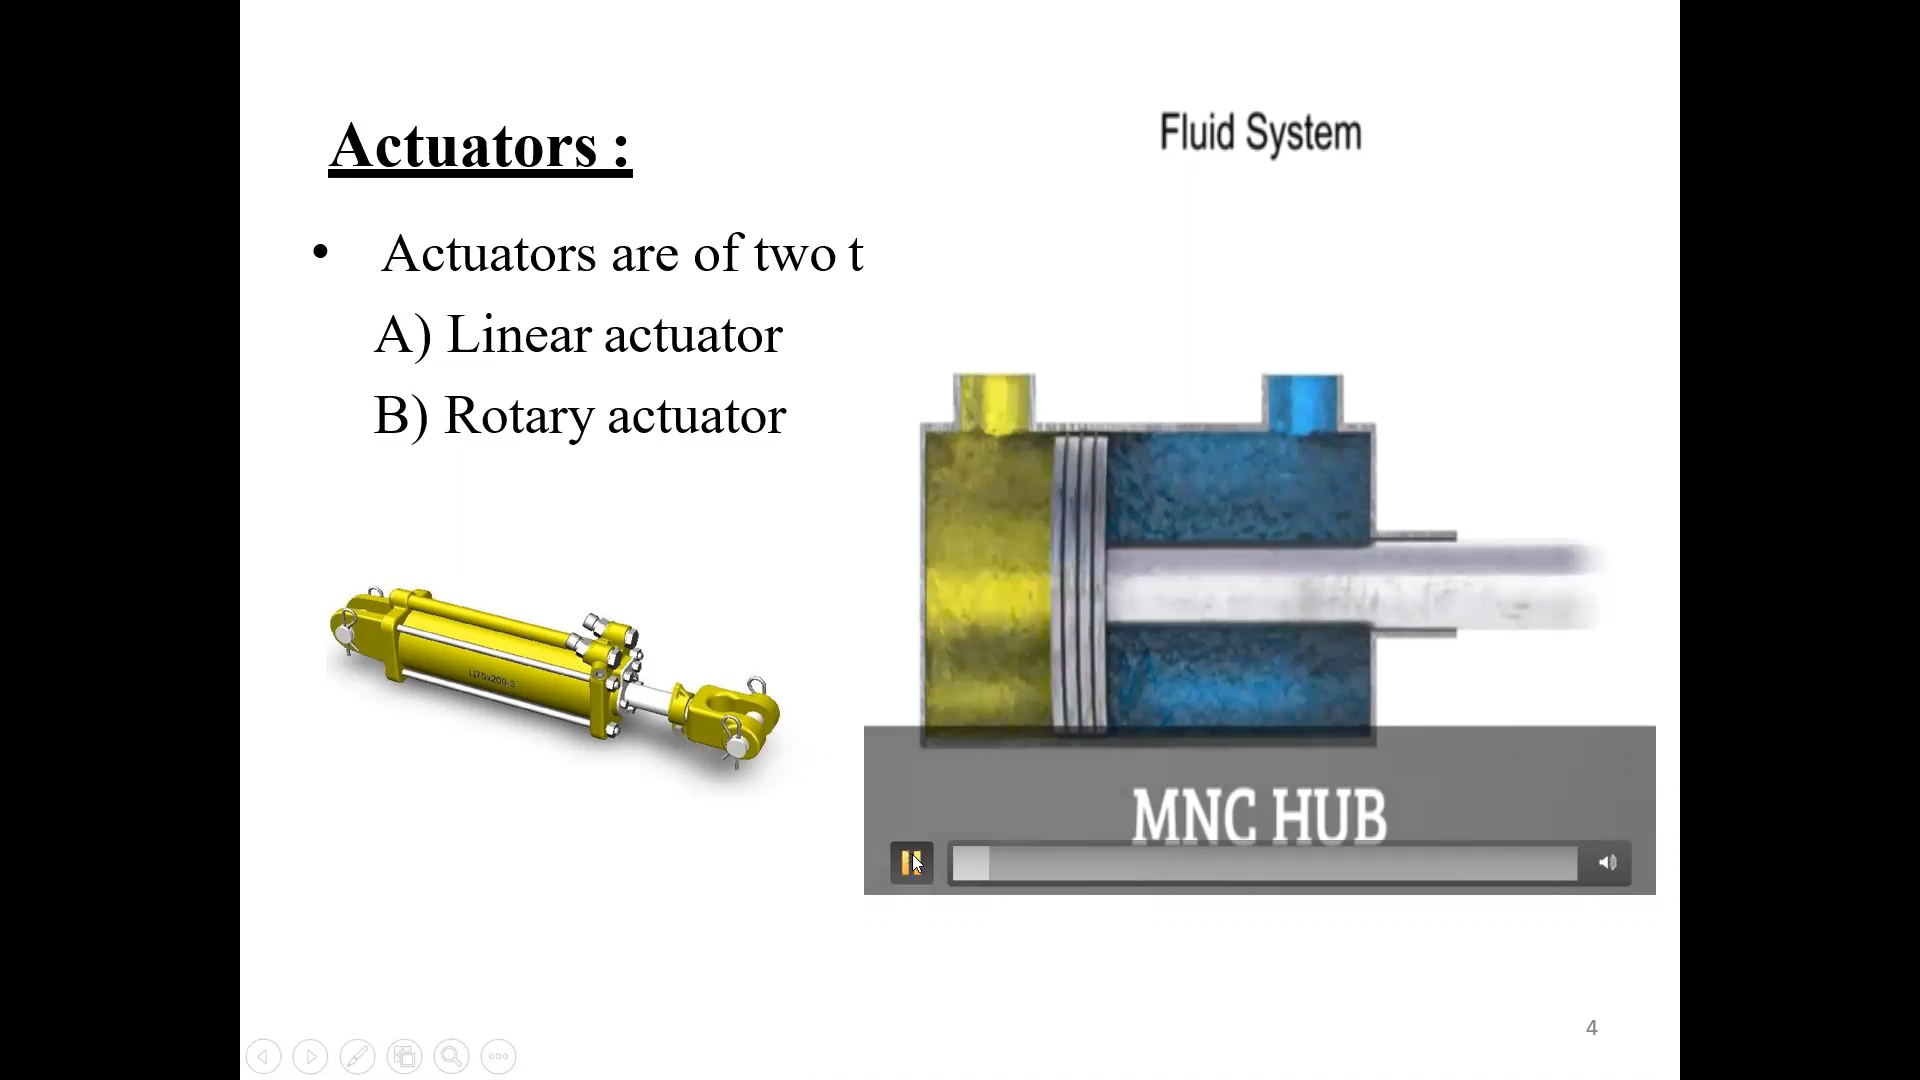 Actuators :
Fluid System
• Actuators are of two t
A) Linear actuator
B) Rotary actuator
MNC HUB
4